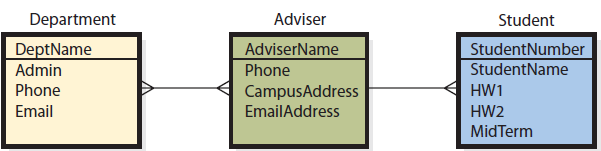 Department
DeptName
Admin
Phone
Email
Adviser
AdviserName
Phone
CampusAddress
EmailAddress
Student
StudentNumber
StudentName
HW1
HW2
MidTerm